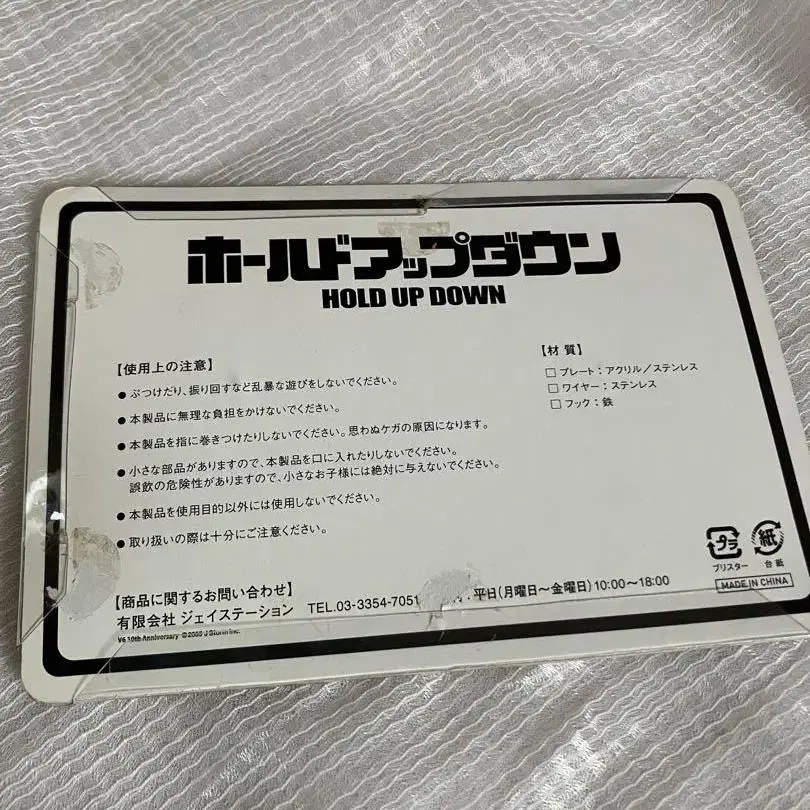 ホールドアップダウン
HOLD UP DOWN
【使用上の注意】
● ぶつけたり、振り回すなど乱暴な遊びをしないでください。
● 本製品に無理な負担をかけないでください。
● 本製品を指に巻きつけたりしないでください。思わぬケガの原因になります。
● 小さな部品がありますので、本製品を口に入れたりしないでください。
誤飲の危険性がありますので、小さなお子様には絶対に与えないでください。
● 本製品を使用目的以外には使用しないでください。
● 取り扱いの際は十分にご注意ください。
【材 質】
□ プレート：アクリル／ステンレス
□ ワイヤー：ステンレス
□ フック：鉄
プラ
ブリスター
紙
台 紙
MADE IN CHINA
【商品に関するお問い合わせ】
有限会社 ジェイステーション TEL.03-3354-7051 : 平日(月曜日～金曜日)10:00～18:00
V6 10th Anniversary ©2005 J Storm Inc.